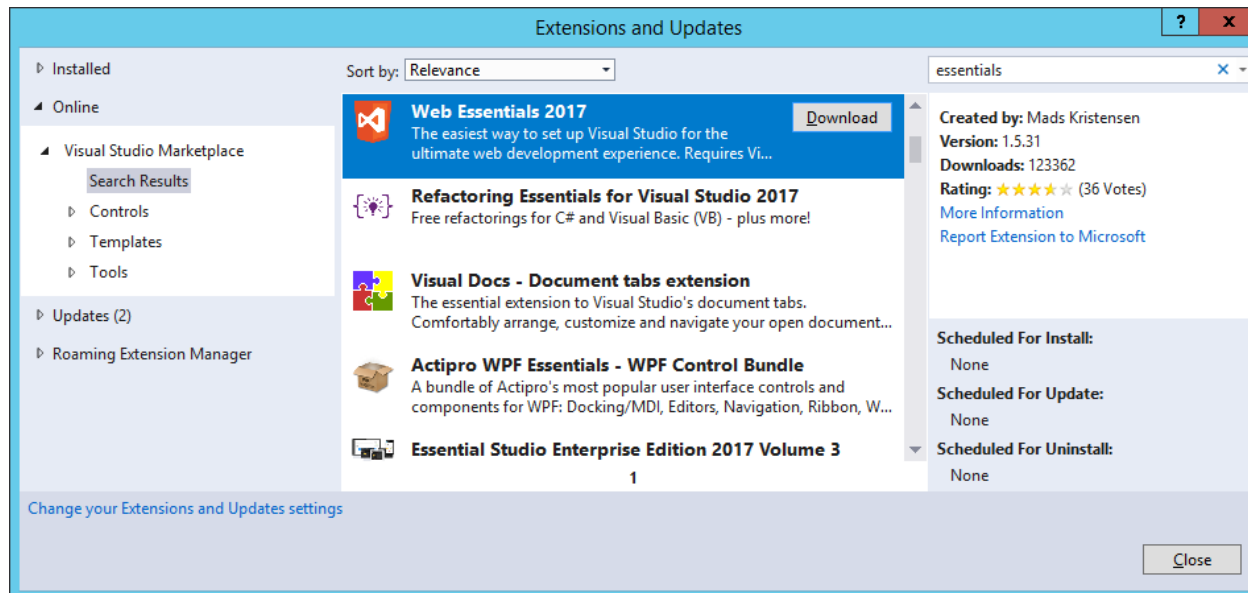 Extensions and Updates
? x
Installed
Online
Visual Studio Marketplace
Search Results
Controls
Templates
Tools
Updates (2)
Roaming Extension Manager
Sort by: Relevance
Web Essentials 2017
Download
The easiest way to set up Visual Studio for the
ultimate web development experience. Requires Vi...
Refactoring Essentials for Visual Studio 2017
Free refactorings for C# and Visual Basic (VB) - plus more!
Visual Docs - Document tabs extension
The essential extension to Visual Studio's document tabs.
Comfortably arrange, customize and navigate your open document...
Actipro WPF Essentials - WPF Control Bundle
A bundle of Actipro's most popular user interface controls and
components for WPF: Docking/MDI, Editors, Navigation, Ribbon, W...
Essential Studio Enterprise Edition 2017 Volume 3
1
essentials
Created by: Mads Kristensen
Version: 1.5.31
Downloads: 123362
Rating: (36 Votes)
More Information
Report Extension to Microsoft
Scheduled For Install:
None
Scheduled For Update:
None
Scheduled For Uninstall:
None
Change your Extensions and Updates settings
Close